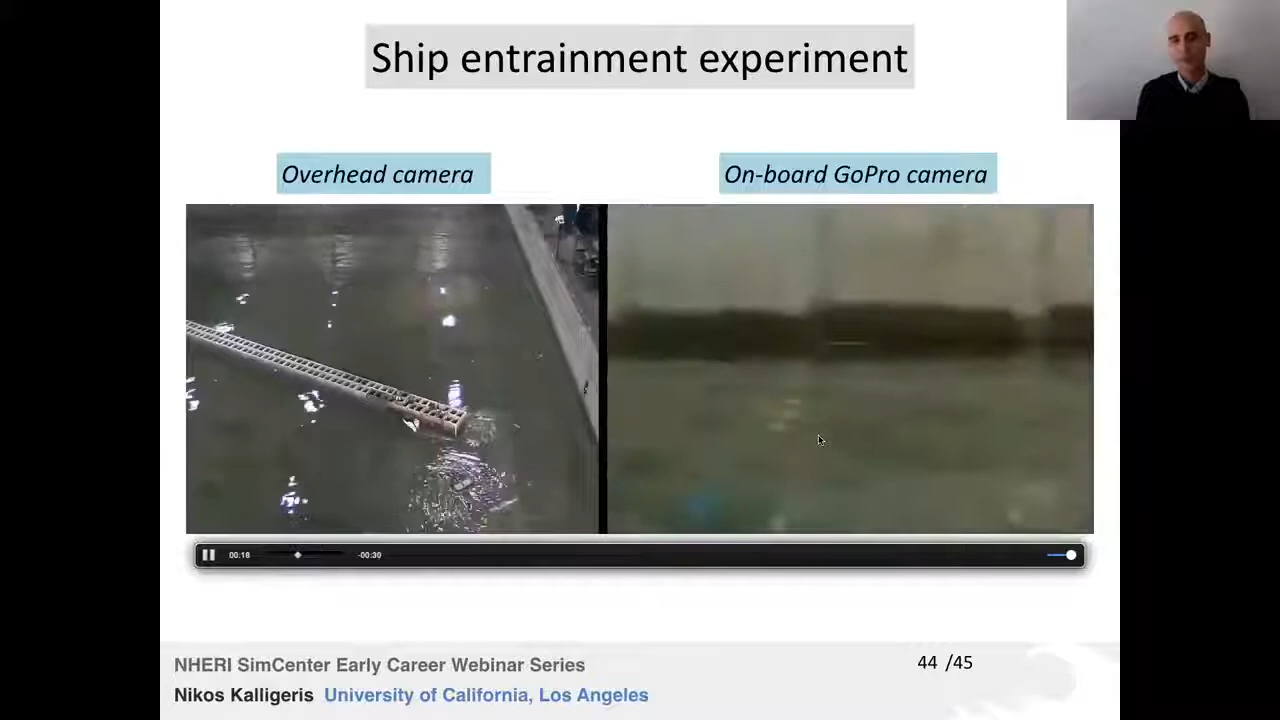 Ship entrainment experiment
Overhead camera
On-board GoPro camera
00:18
-00:30
NHERI SimCenter Early Career Webinar Series
44 /45
Nikos Kalligeris University of California, Los Angeles